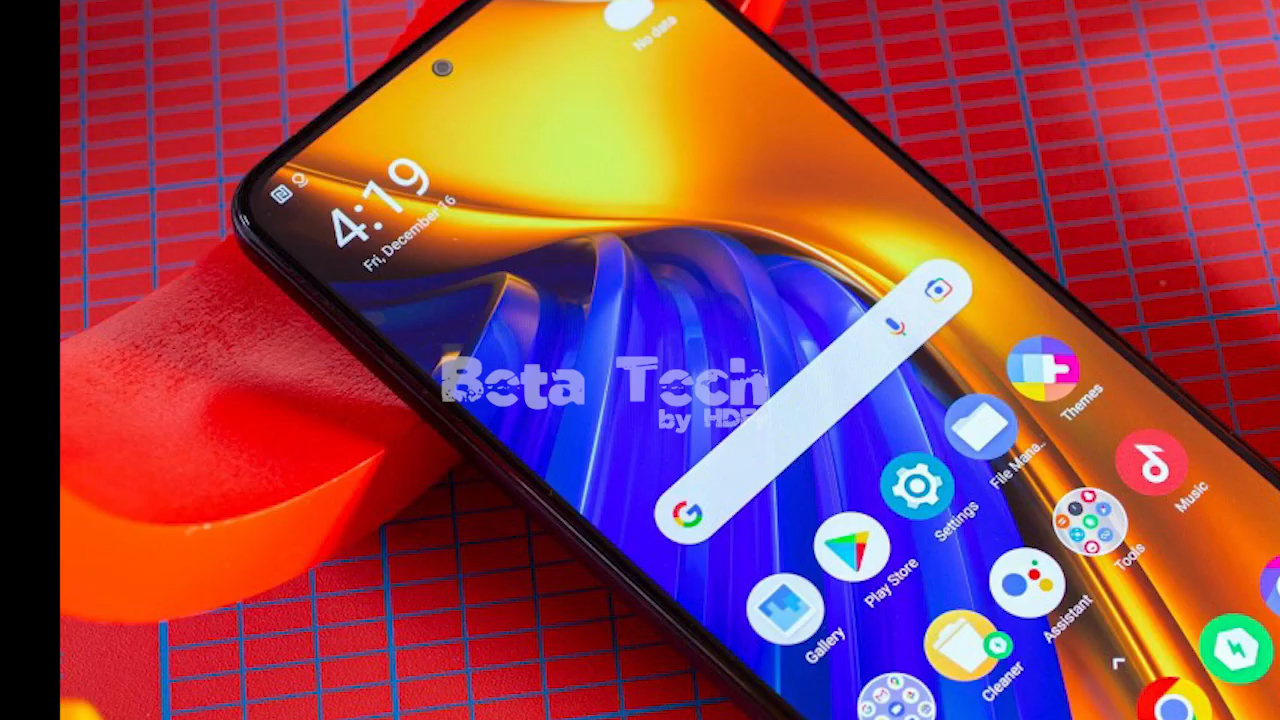 No data
4:19
Fri, December 16
Beta Tech
by HDFK
Themes
File Mana..
Music
Settings
Tools
Play Store
Assistant
Gallery
Cleaner